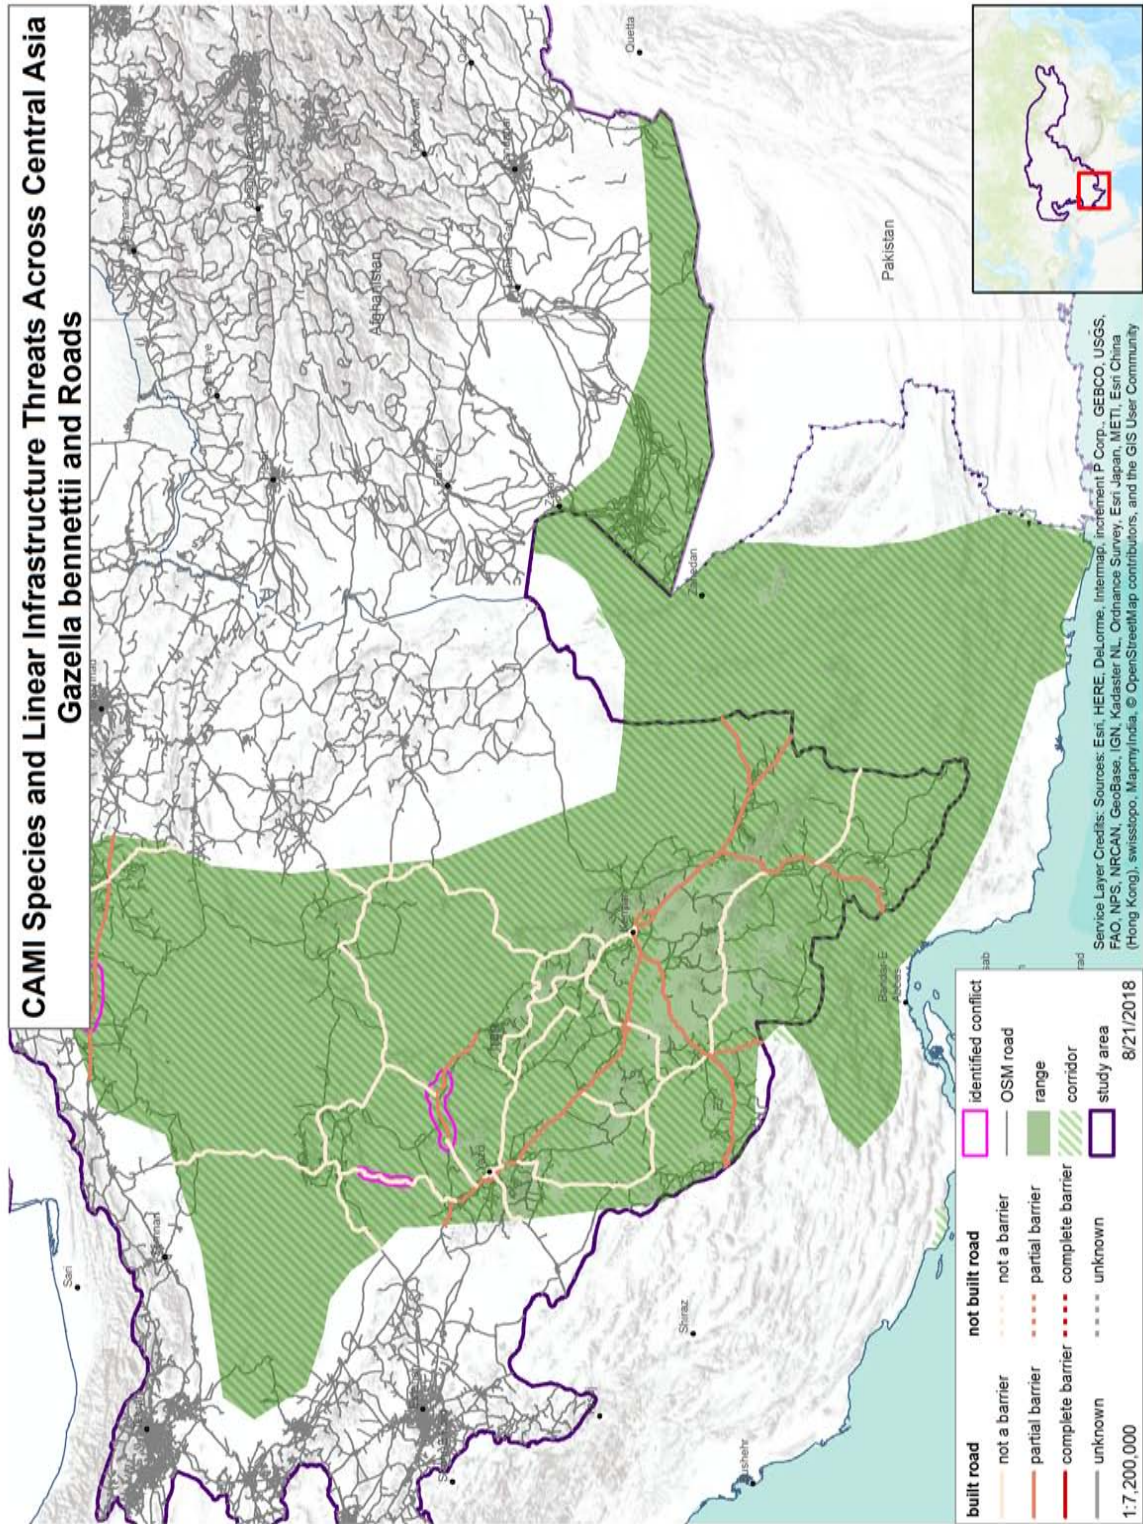 CAMI Species and Linear Infrastructure Threats Across Central Asia
Gazella bennettii and Roads
Sari
Quetta
Afghanistan
Pakistan
Zahedan
Shiraz
Bandar-E
Abbas
Service Layer Credits: Sources: Esri, HERE, DeLorme, Intermap, increment P Corp., GEBCO, USGS,
FAO, NPS, NRCAN, GeoBase, IGN, Kadaster NL, Ordnance Survey, Esri Japan, METI, Esri China
(Hong Kong), swisstopo, MapmyIndia, © OpenStreetMap contributors, and the GIS User Community
built road
not a barrier
partial barrier
complete barrier
unknown
not built road
not a barrier
partial barrier
complete barrier
unknown
identified conflict
OSM road
range
corridor
study area
1:7,200,000
8/21/2018